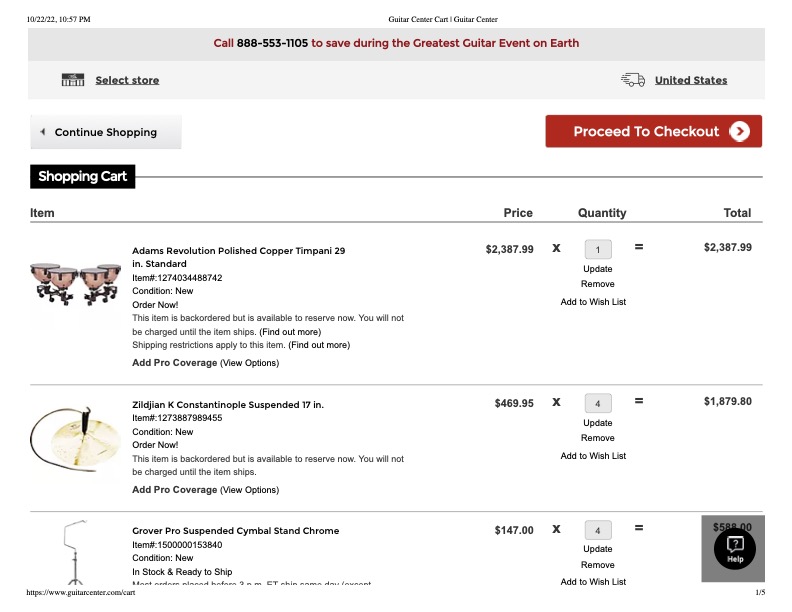 10/22/22, 10:57 PM
Guitar Center Cart | Guitar Center
Call 888-553-1105 to save during the Greatest Guitar Event on Earth
Select store
United States
Continue Shopping
Proceed To Checkout
Shopping Cart
Item Price Quantity Total
Adams Revolution Polished Copper Timpani 29
in. Standard
Item#:1274034488742
Condition: New
Order Now!
This item is backordered but is available to reserve now. You will not
be charged until the item ships. (Find out more)
Shipping restrictions apply to this item. (Find out more)
Add Pro Coverage (View Options)
$2,387.99 X 1 = $2,387.99
Update
Remove
Add to Wish List
Zildjian K Constantinople Suspended 17 in.
Item#:1273887989455
Condition: New
Order Now!
This item is backordered but is available to reserve now. You will not
be charged until the item ships.
Add Pro Coverage (View Options)
$469.95 X 4 = $1,879.80
Update
Remove
Add to Wish List
Grover Pro Suspended Cymbal Stand Chrome
Item#:1500000153840
Condition: New
In Stock & Ready to Ship
Most orders placed before 3 p.m. ET ship same day (except
$147.00 X 4 = $588.00
Update
Remove
Add to Wish List
?
Help
https://www.guitarcenter.com/cart
1/5